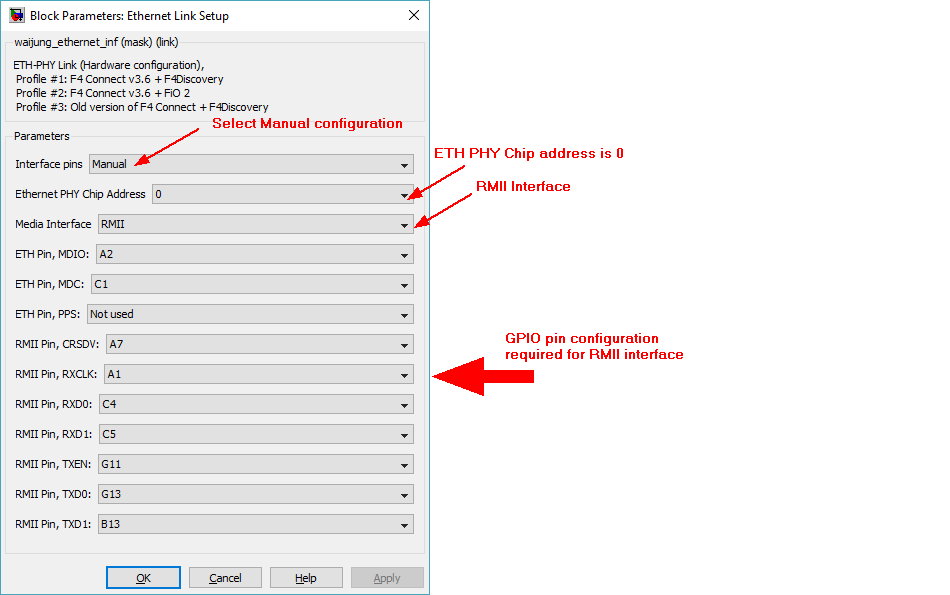 Block Parameters: Ethernet Link Setup
waijung_ethernet_inf (mask) (link)
ETH-PHY Link (Hardware configuration),
Profile #1: F4 Connect v3.6 + F4Discovery
Profile #2: F4 Connect v3.6 + FiO 2
Profile #3: Old version of F4 Connect + F4Discovery
Select Manual configuration
Parameters
Interface pins Manual
ETH PHY Chip address is 0
Ethernet PHY Chip Address 0
RMII Interface
Media Interface RMII
ETH Pin, MDIO: A2
ETH Pin, MDC: C1
ETH Pin, PPS: Not used
GPIO pin configuration
required for RMII interface
RMII Pin, CRSDV: A7
RMII Pin, RXCLK: A1
RMII Pin, RXD0: C4
RMII Pin, RXD1: C5
RMII Pin, TXEN: G11
RMII Pin, TXD0: G13
RMII Pin, TXD1: B13
OK Cancel Help Apply